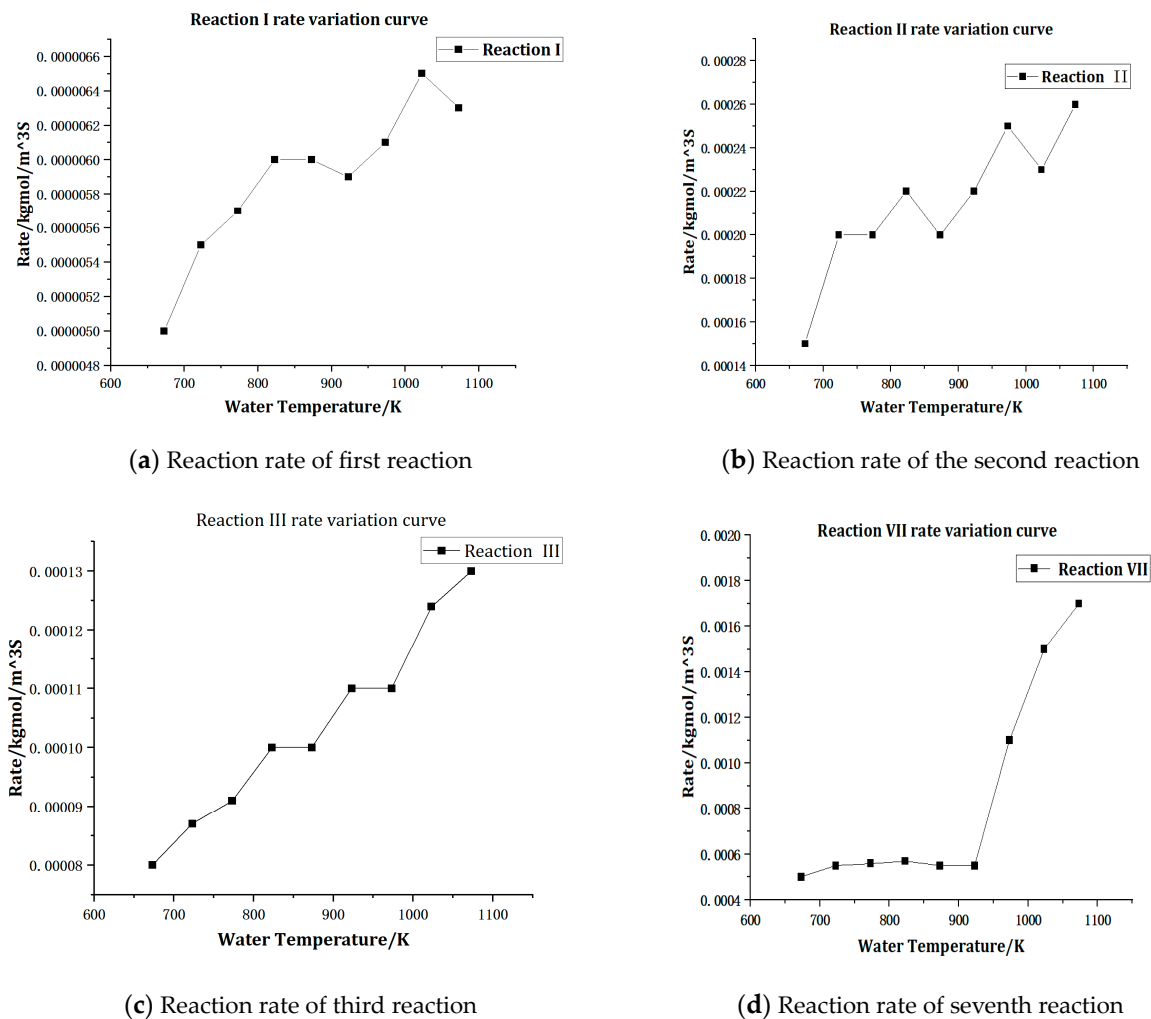 Reaction I rate variation curve
Reaction I
0. 0000066
0. 0000064
0. 0000062
0. 0000060
0. 0000058
0. 0000056
0. 0000054
0. 0000052
0. 0000050
0. 0000048
Rate/kgmol/m^3S
600 700 800 900 1000 1100
Water Temperature/K
(a) Reaction rate of first reaction
Reaction II rate variation curve
Reaction II
0. 00028
0. 00026
0. 00024
0. 00022
0. 00020
0. 00018
0. 00016
0. 00014
Rate/kgmol/m^3S
600 700 800 900 1000 1100
Water Temperature/K
(b) Reaction rate of the second reaction
Reaction III rate variation curve
Reaction III
0. 00013
0. 00012
0. 00011
0. 00010
0. 00009
0. 00008
Rate/kgmol/m^3S
600 700 800 900 1000 1100
Water Temperature/K
(c) Reaction rate of third reaction
Reaction VII rate variation curve
Reaction VII
0. 0020
0. 0018
0. 0016
0. 0014
0. 0012
0. 0010
0. 0008
0. 0006
0. 0004
Rate/kgmol/m^3S
600 700 800 900 1000 1100
Water Temperature/K
(d) Reaction rate of seventh reaction